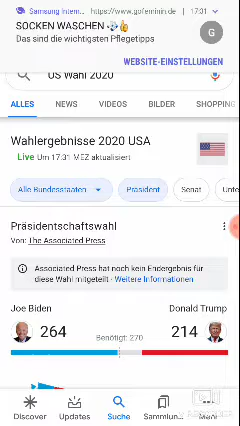 Samsung Intern... • https://www.gofeminin.de | • 17:31
SOCKEN WASCHEN
Das sind die wichtigsten Pflegetipps
G
WEBSITE-EINSTELLUNGEN
US Wahl 2020
ALLES NEWS VIDEOS BILDER SHOPPING
Wahlergebnisse 2020 USA
Live Um 17:31 MEZ aktualisiert
Alle Bundesstaaten Präsident Senat Unte
Präsidentschaftswahl
Von: The Associated Press
Associated Press hat noch kein Endergebnis für
diese Wahl mitgeteilt · Weitere Informationen
Joe Biden Donald Trump
264 Benötigt: 270 214
Discover Updates Suche Sammlun... Mehr